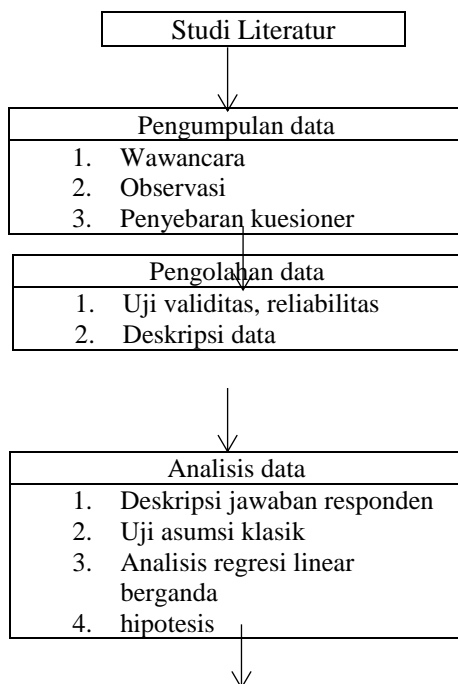 Studi Literatur
Pengumpulan data
1. Wawancara
2. Observasi
3. Penyebaran kuesioner
Pengolahan data
1. Uji validitas, reliabilitas
2. Deskripsi data
Analisis data
1. Deskripsi jawaban responden
2. Uji asumsi klasik
3. Analisis regresi linear
berganda
4. hipotesis